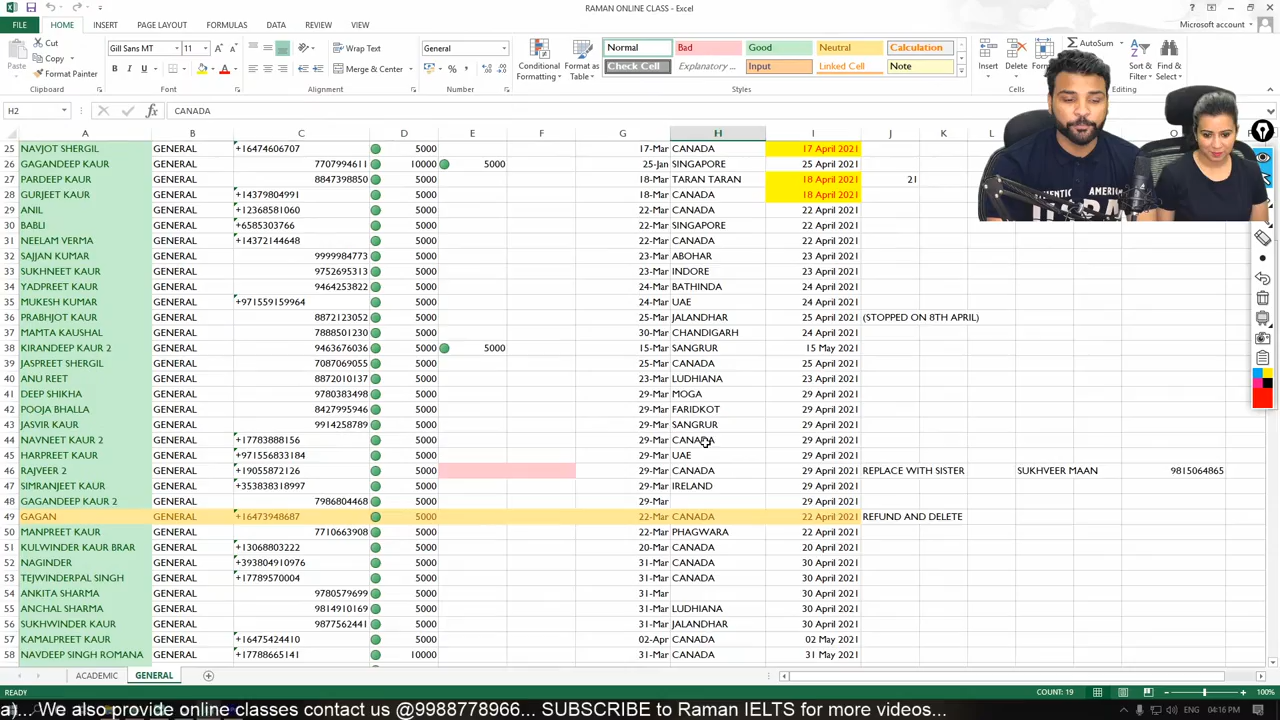 RAMAN ONLINE CLASS - Excel
FILE HOME INSERT PAGE LAYOUT FORMULAS DATA REVIEW VIEW Microsoft account
Cut
Copy
Format Painter
Paste
Clipboard
Gill Sans MT 11
B I U
Font
Wrap Text
Merge & Center
Alignment
General
Number
Conditional Formatting
Format as Table
Normal Bad Good Neutral Calculation
Check Cell Explanatory ... Input Linked Cell Note
Styles
Insert Delete
Cells
AutoSum
Sort & Filter
Find & Select
Editing
H2 CANADA
A B C D E F G H I J K L O
25 NAVJOT SHERGIL GENERAL +16474606707 5000 17-Mar CANADA 17 April 2021
26 GAGANDEEP KAUR GENERAL 7707994611 10000 5000 25-Jan SINGAPORE 25 April 2021
27 PARDEEP KAUR GENERAL 8847398850 5000 18-Mar TARAN TARAN 18 April 2021 21
28 GURJEET KAUR GENERAL +14379804991 5000 18-Mar CANADA 18 April 2021
29 ANIL GENERAL +12368581060 5000 22-Mar CANADA 22 April 2021
30 BABLI GENERAL +6585303766 5000 22-Mar SINGAPORE 22 April 2021
31 NEELAM VERMA GENERAL +14372144648 5000 22-Mar CANADA 22 April 2021
32 SAJJAN KUMAR GENERAL 9999984773 5000 23-Mar ABOHAR 23 April 2021
33 SUKHNEET KAUR GENERAL 9752695313 5000 23-Mar INDORE 23 April 2021
34 YADPREET KAUR GENERAL 9464253822 5000 24-Mar BATHINDA 24 April 2021
35 MUKESH KUMAR GENERAL +971559159964 5000 24-Mar UAE 24 April 2021
36 PRABHJOT KAUR GENERAL 8872123052 5000 25-Mar JALANDHAR 25 April 2021 (STOPPED ON 8TH APRIL)
37 MAMTA KAUSHAL GENERAL 7888501230 5000 30-Mar CHANDIGARH 24 April 2021
38 KIRANDEEP KAUR 2 GENERAL 9463676036 5000 5000 15-Mar SANGRUR 15 May 2021
39 JASPREET SHERGIL GENERAL 7087069055 5000 25-Mar CANADA 25 April 2021
40 ANU REET GENERAL 8872010137 5000 23-Mar LUDHIANA 23 April 2021
41 DEEP SHIKHA GENERAL 9780383498 5000 29-Mar MOGA 29 April 2021
42 POOJA BHALLA GENERAL 8427995946 5000 29-Mar FARIDKOT 29 April 2021
43 JASVIR KAUR GENERAL 9914258789 5000 29-Mar SANGRUR 29 April 2021
44 NAVNEET KAUR 2 GENERAL +17783888156 5000 29-Mar CANADA 29 April 2021
45 HARPREET KAUR GENERAL +971556833184 5000 29-Mar UAE 29 April 2021
46 RAJVEER 2 GENERAL +19055872126 5000 29-Mar CANADA 29 April 2021 REPLACE WITH SISTER SUKHVEER MAAN 9815064865
47 SIMRANJEET KAUR GENERAL +353838318997 5000 29-Mar IRELAND 29 April 2021
48 GAGANDEEP KAUR 2 GENERAL 7986804468 5000 29-Mar 29 April 2021
49 GAGAN GENERAL +16473948687 5000 22-Mar CANADA 22 April 2021 REFUND AND DELETE
50 MANPREET KAUR GENERAL 7710663908 5000 22-Mar PHAGWARA 22 April 2021
51 KULWINDER KAUR BRAR GENERAL +13068803222 5000 20-Mar CANADA 20 April 2021
52 NAGINDER GENERAL +393804910976 5000 31-Mar CANADA 30 April 2021
53 TEJWINDERPAL SINGH GENERAL +17789570004 5000 31-Mar CANADA 30 April 2021
54 ANKITA SHARMA GENERAL 9780579699 5000 31-Mar 30 April 2021
55 ANCHAL SHARMA GENERAL 9814910169 5000 31-Mar LUDHIANA 30 April 2021
56 SUKHWINDER KAUR GENERAL 9877562441 5000 31-Mar JALANDHAR 30 April 2021
57 KAMALPREET KAUR GENERAL +16475424410 5000 02-Apr CANADA 02 May 2021
58 NAVDEEP SINGH ROMANA GENERAL +17788665141 10000 31-Mar CANADA 31 May 2021
ACADEMIC GENERAL
READY COUNT: 19 100%
a)... We also provide online classes contact us @9368778966... SUBSCRIBE to Raman IELTS for more videos...